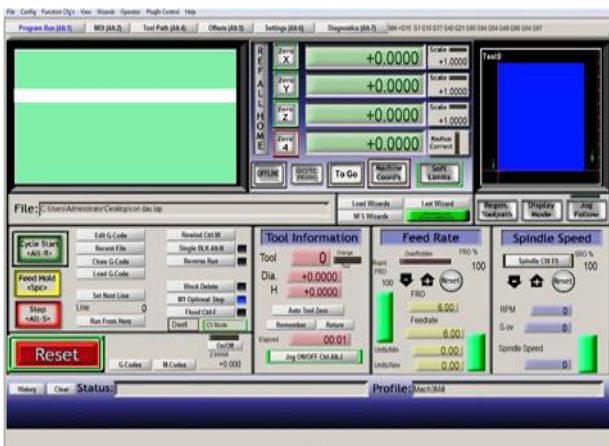 File Config Function Cfg's View Wizards Operator PlugIn Control Help
Program Run (Alt-1) MDI (Alt-2) Tool Path (Alt-4) Offsets (Alt-5) Settings (Alt-6) Diagnostics (Alt-7)
REF ALL HOME
Zero X +0.0000 Scale +1.0000
Zero Y +0.0000 Scale +1.0000
Zero Z +0.0000 Scale +1.0000
Zero 4 +0.0000 Radius Correct
Tool:0
OFFLINE GOTO To Go Machine Coord's Soft Limits
File: C:\Users\Administrator\Desktop\con dau.tap
Load Wizards Last Wizard
NFS Wizards
Regen. Toolpath Display Mode Jog Follow
Cycle Start <Alt-R>
Feed Hold <Spc>
Stop <Alt-S>
Edit G-Code Rewind Ctrl-W
Recent File Single BLK Alt-N
Close G-Code Reverse Run
Load G-Code
Block Delete
Set Next Line M1 Optional Stop
Line: 0 Flood Ctrl-F
Run From Here Dwell CV Mode
Reset
G-Codes M-Codes
On/Off
Z Inhibit
+0.000
Tool Information
Tool 0 Change Tool
Dia. +0.0000
H +0.0000
Auto Tool Zero
Remember Return
Elapsed 00:01
Jog ON/OFF Ctrl-Alt-J
Feed Rate
OverRidden FRO %
Rapid 100
FRO 100 Reset
FRO
6.00
Feedrate
6.00
Units/Min 0.00
Units/Rev 0.00
Spindle Speed
Spindle CW F5 SRO %
100
Reset
RPM 0
S-ov 0
Spindle Speed 0
History Clear Status: Profile: Mach3Mill